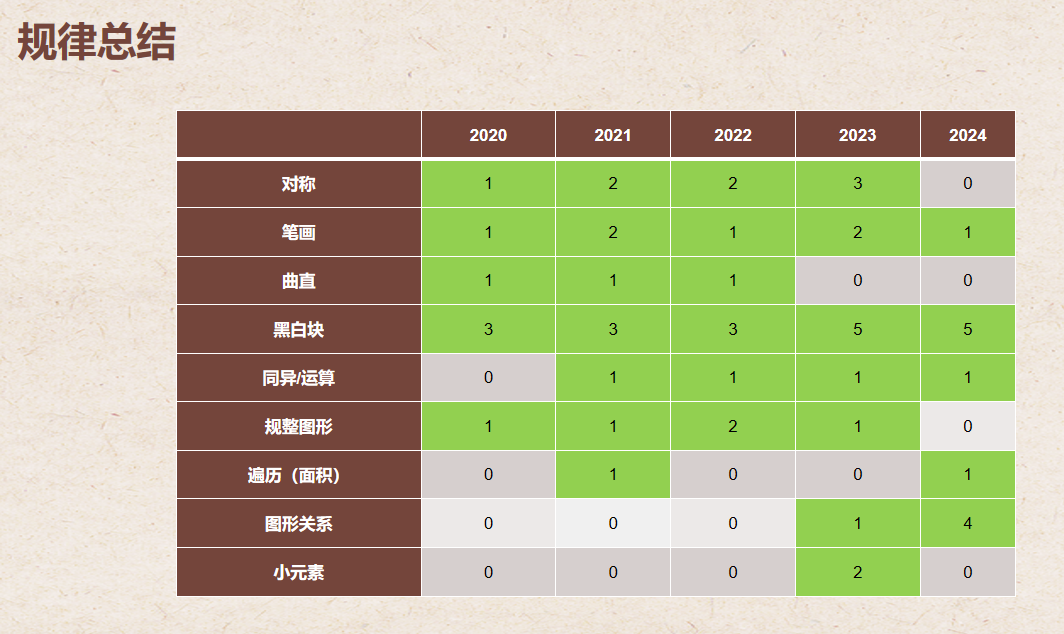 规律总结
2020 2021 2022 2023 2024
对称 1 2 2 3 0
笔画 1 2 1 2 1
曲直 1 1 1 0 0
黑白块 3 3 3 5 5
同异/运算 0 1 1 1 1
规整图形 1 1 2 1 0
遍历（面积） 0 1 0 0 1
图形关系 0 0 0 1 4
小元素 0 0 0 2 0